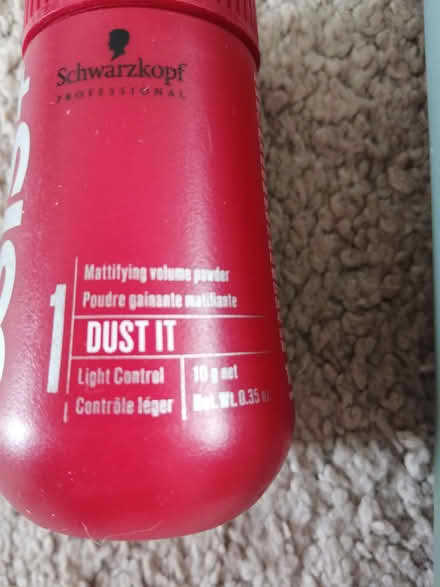 Schwarzkopf
PROFESSIONAL
OSiS+
1
Mattifying volume powder
Poudre gainante matifiante
DUST IT
Light Control
Contrôle léger
10 g net
Net.Wt. 0.35 oz